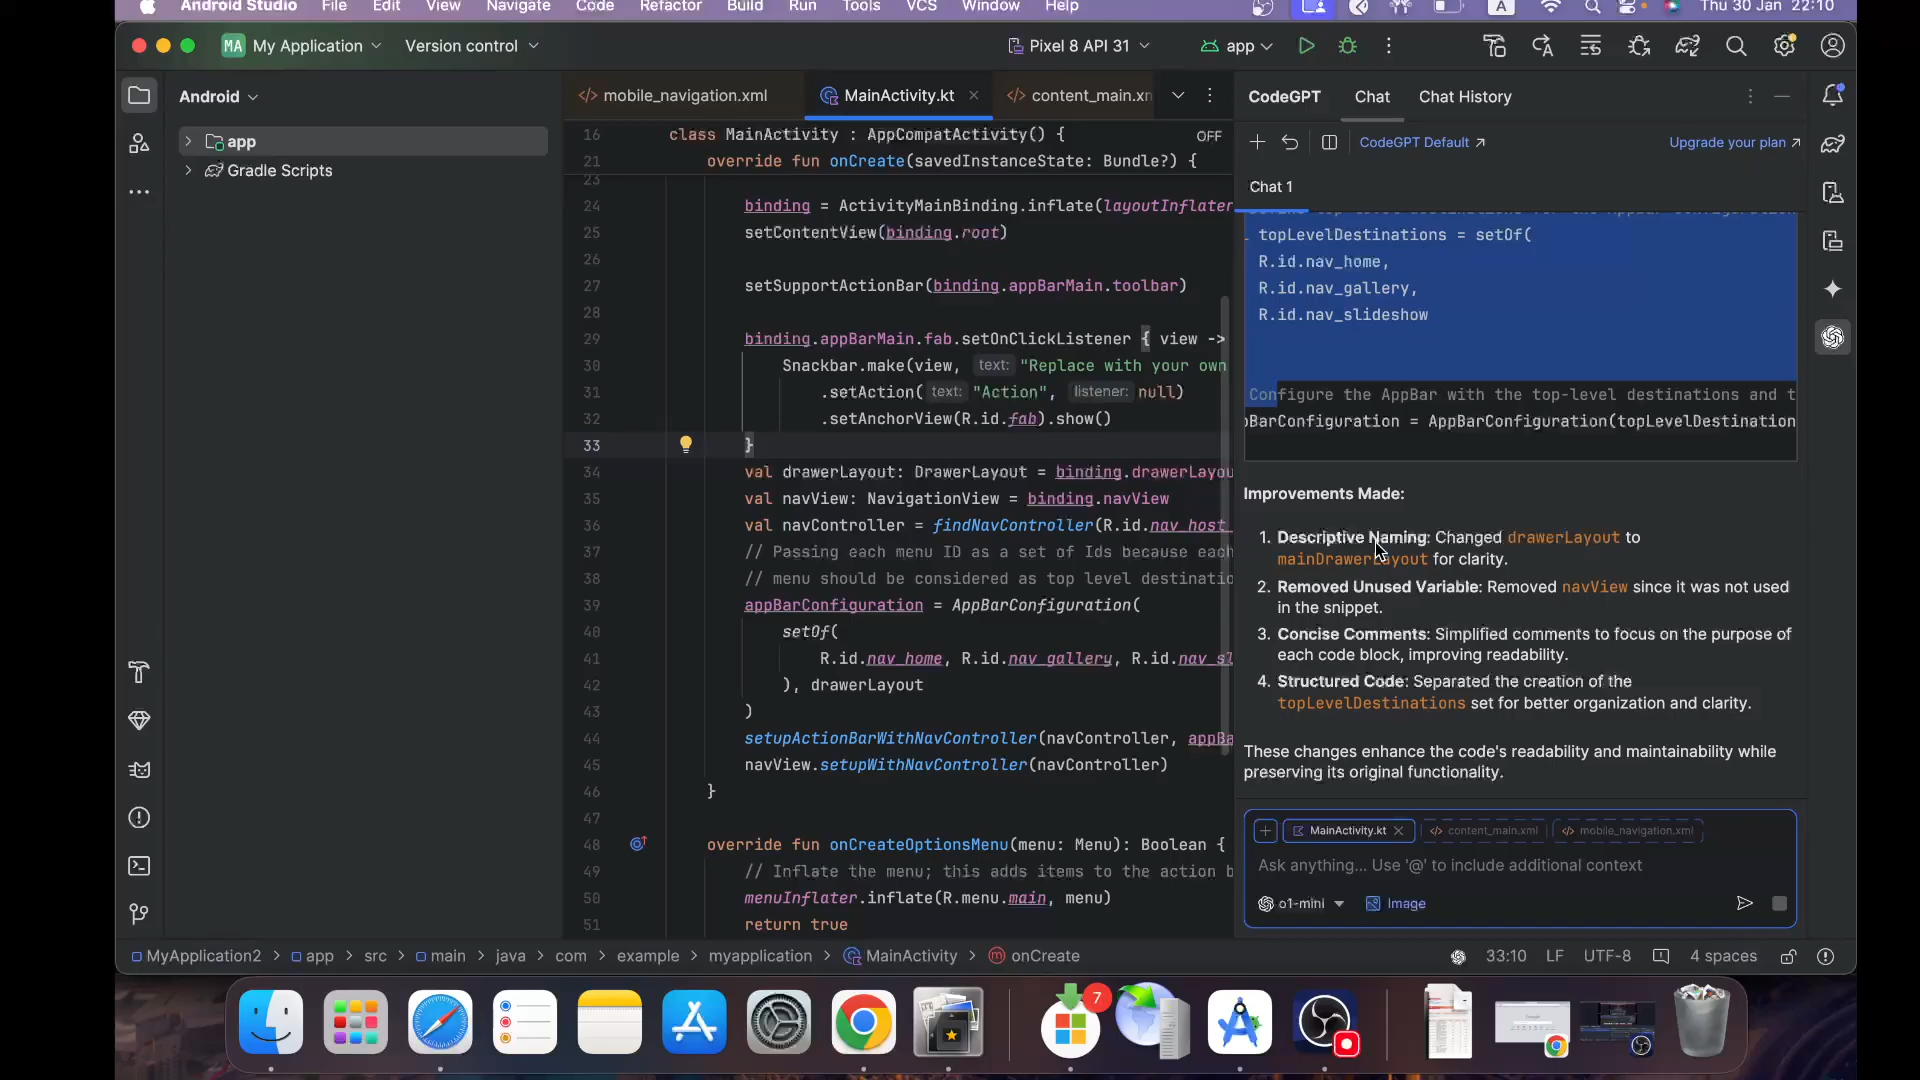 Android Studio File Edit View Navigate Code Refactor Build Run Tools VCS Window Help A Thu 30 Jan 22:10
MA My Application Version control Pixel 8 API 31 app
Android
app
Gradle Scripts
mobile_navigation.xml MainActivity.kt content_main.xm
16 class MainActivity : AppCompatActivity() { OFF
21 override fun onCreate(savedInstanceState: Bundle?) {
23
24 binding = ActivityMainBinding.inflate(layoutInflater
25 setContentView(binding.root)
26
27 setSupportActionBar(binding.appBarMain.toolbar)
28
29 binding.appBarMain.fab.setOnClickListener { view ->
30 Snackbar.make(view, text: "Replace with your own
31 .setAction( text: "Action", listener: null)
32 .setAnchorView(R.id.fab).show()
33 }
34 val drawerLayout: DrawerLayout = binding.drawerLayou
35 val navView: NavigationView = binding.navView
36 val navController = findNavController(R.id.nav_host_
37 // Passing each menu ID as a set of Ids because each
38 // menu should be considered as top level destinatio
39 appBarConfiguration = AppBarConfiguration(
40 setOf(
41 R.id.nav_home, R.id.nav_gallery, R.id.nav_sl
42 ), drawerLayout
43 )
44 setupActionBarWithNavController(navController, appBa
45 navView.setupWithNavController(navController)
46 }
47
48 override fun onCreateOptionsMenu(menu: Menu): Boolean {
49 // Inflate the menu; this adds items to the action b
50 menuInflater.inflate(R.menu.main, menu)
51 return true
CodeGPT Chat Chat History
CodeGPT Default Upgrade your plan
Chat 1
topLevelDestinations = setOf(
R.id.nav_home,
R.id.nav_gallery,
R.id.nav_slideshow
Configure the AppBar with the top-level destinations and t
pBarConfiguration = AppBarConfiguration(topLevelDestination
Improvements Made:
1. Descriptive Naming: Changed drawerLayout to
mainDrawerLayout for clarity.
2. Removed Unused Variable: Removed navView since it was not used
in the snippet.
3. Concise Comments: Simplified comments to focus on the purpose of
each code block, improving readability.
4. Structured Code: Separated the creation of the
topLevelDestinations set for better organization and clarity.
These changes enhance the code's readability and maintainability while
preserving its original functionality.
MainActivity.kt content_main.xml mobile_navigation.xml
Ask anything... Use '@' to include additional context
o1-mini Image
MyApplication2 app src main java com example myapplication MainActivity onCreate 33:10 LF UTF-8 4 spaces
7